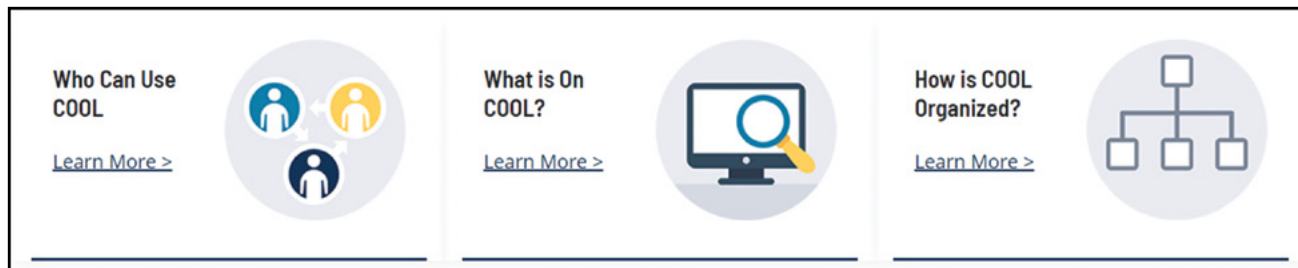 Who Can Use
COOL
Learn More >
What is On
COOL?
Learn More >
How is COOL
Organized?
Learn More >